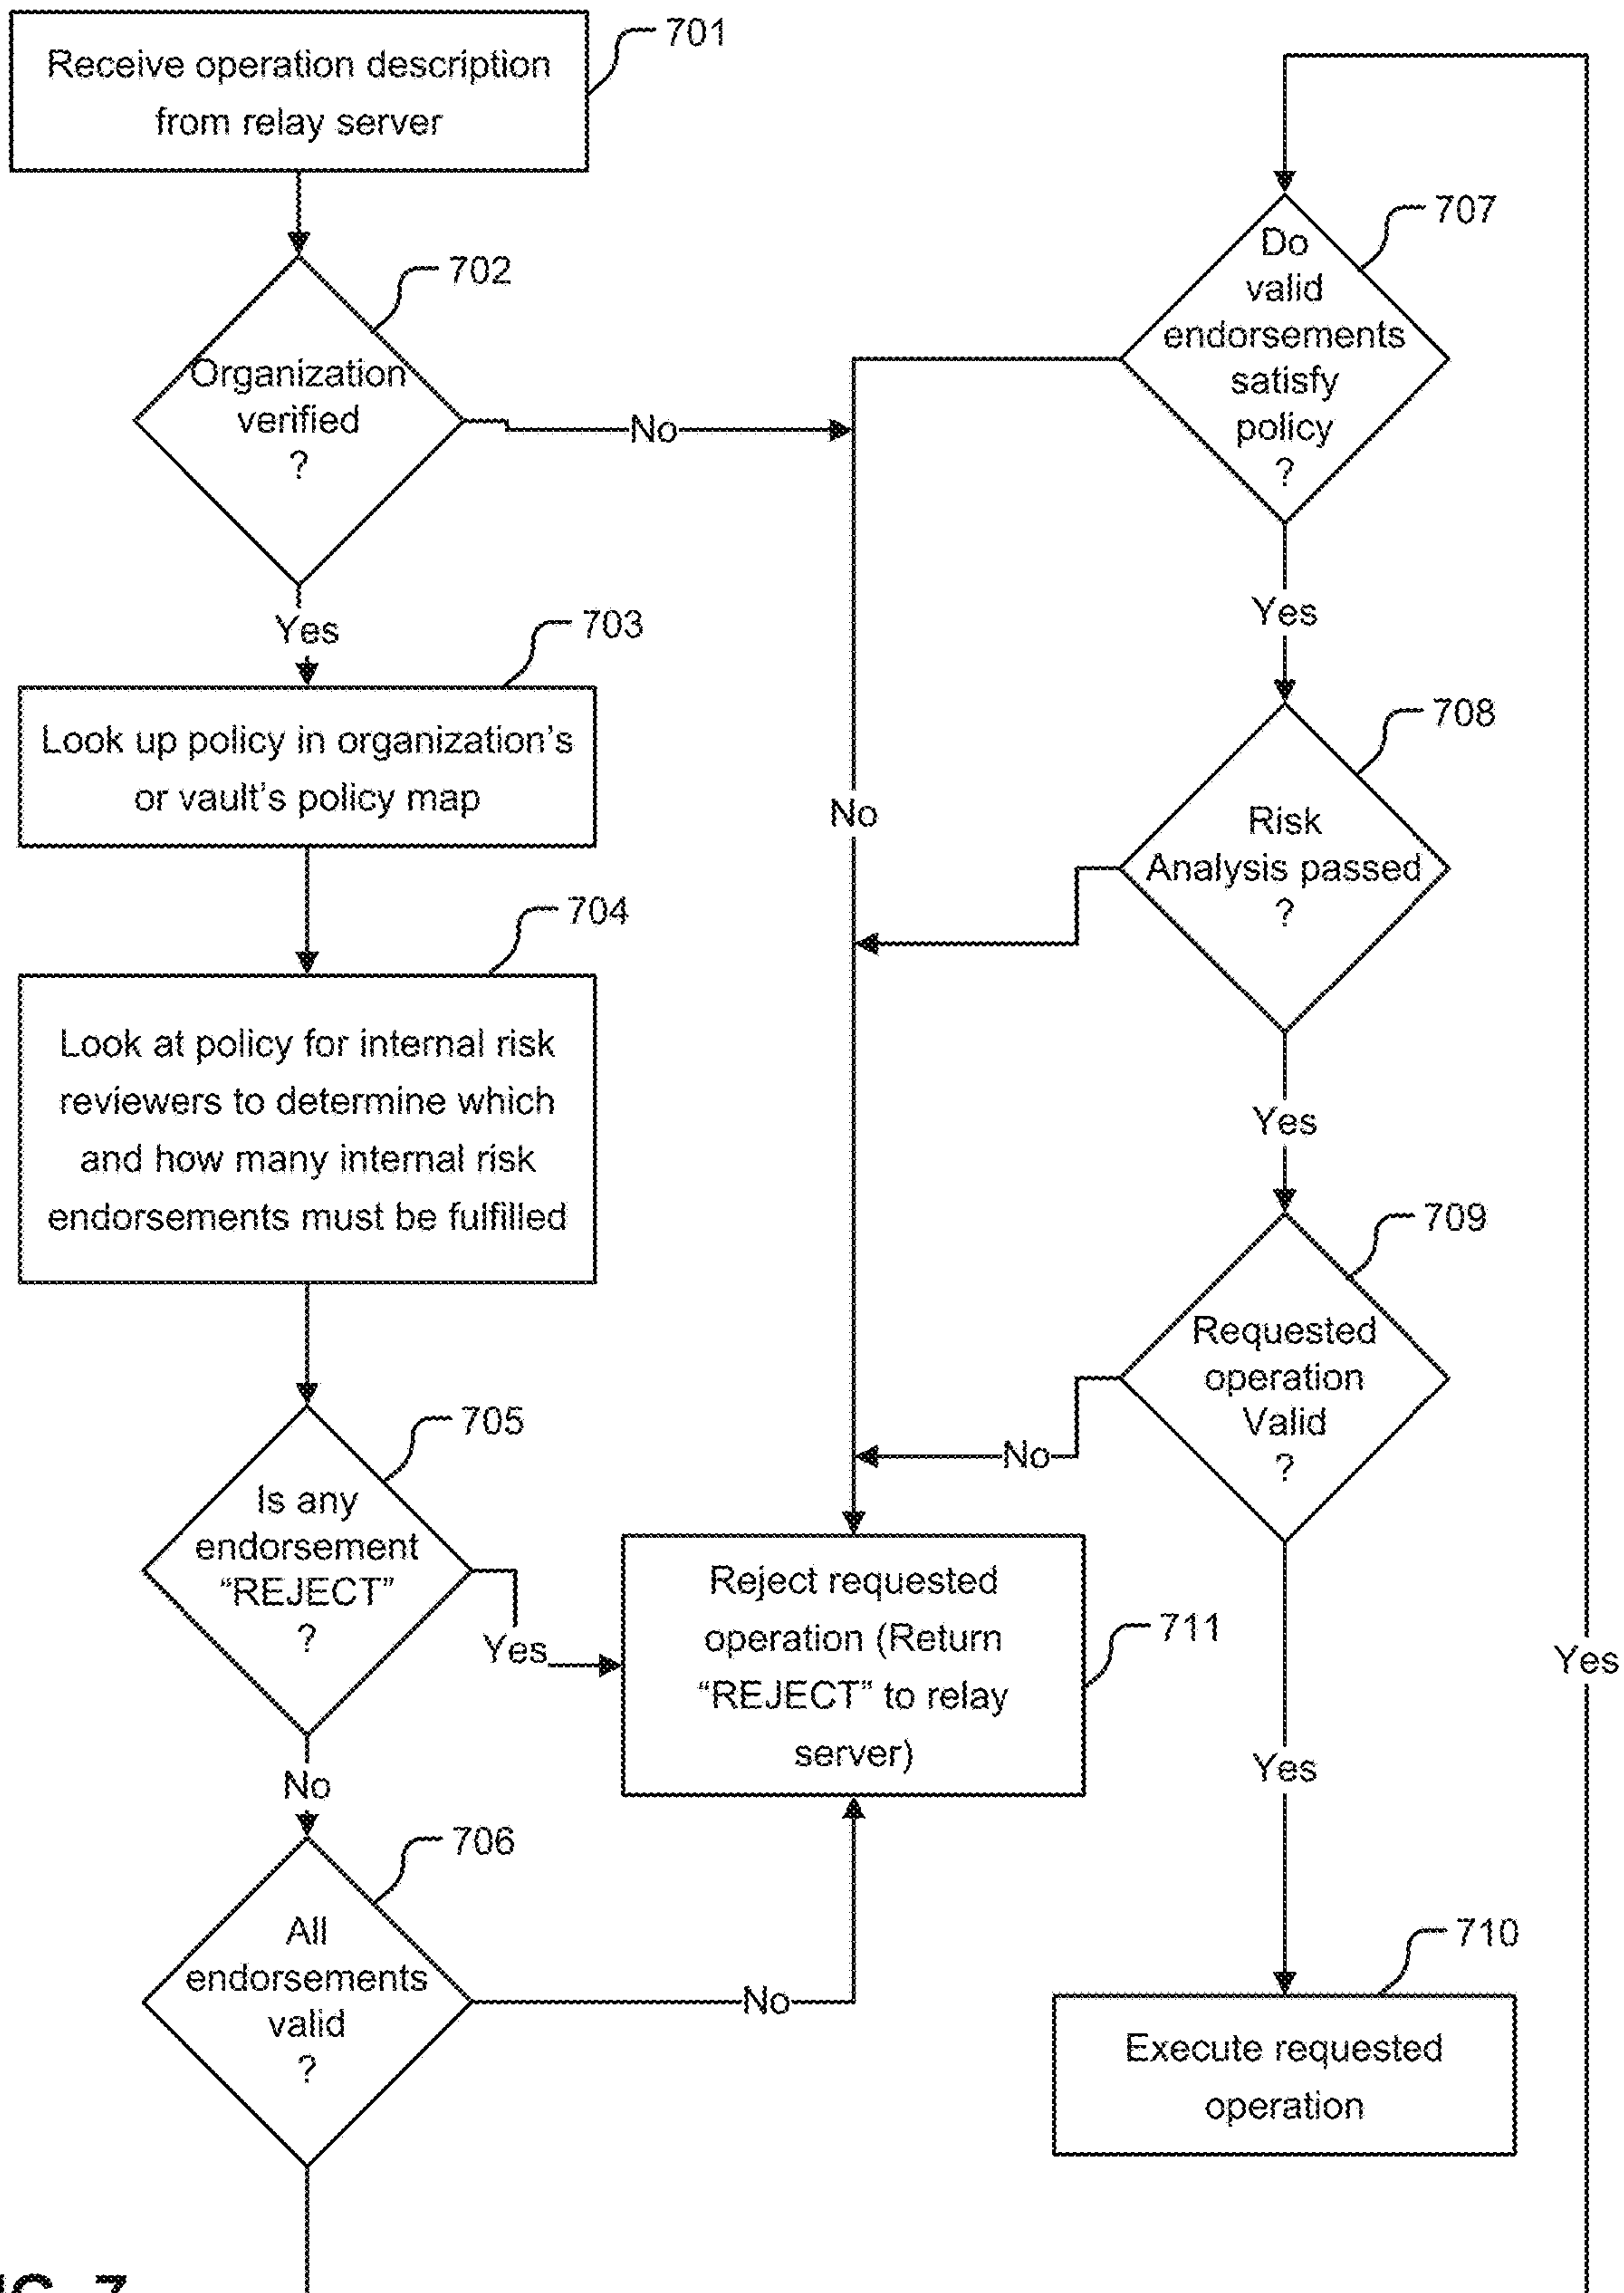 701
Receive operation description
from relay server
702
Organization
verified
?
No
Yes
703
Look up policy in organization's
or vault's policy map
704
Look at policy for internal risk
reviewers to determine which
and how many internal risk
endorsements must be fulfilled
705
Is any
endorsement
“REJECT”
?
Yes
No
706
All
endorsements
valid
?
No
707
Do
valid
endorsements
satisfy
policy
?
No
Yes
708
Risk
Analysis passed
?
Yes
709
Requested
operation
Valid
?
No
Yes
711
Reject requested
operation (Return
“REJECT” to relay
server)
710
Execute requested
operation
Yes